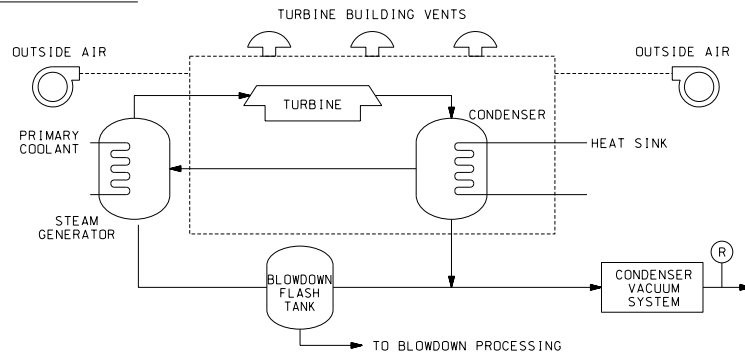 TURBINE BUILDING VENTS
OUTSIDE AIR
OUTSIDE AIR
TURBINE
CONDENSER
PRIMARY
COOLANT
HEAT SINK
STEAM
GENERATOR
BLOWDOWN
FLASH
TANK
CONDENSER
VACUUM
SYSTEM
R
TO BLOWDOWN PROCESSING